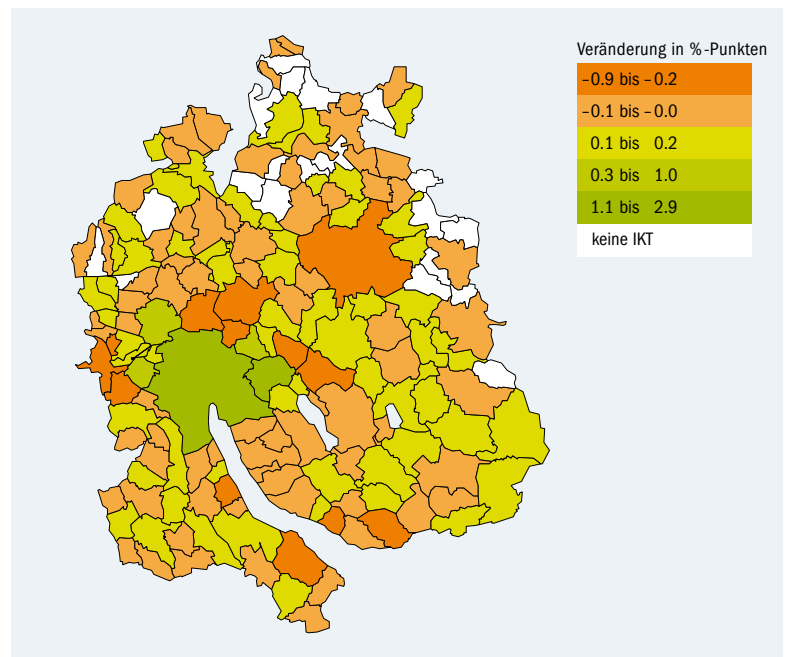 Veränderung in %-Punkten
–0.9 bis –0.2
–0.1 bis –0.0
0.1 bis 0.2
0.3 bis 1.0
1.1 bis 2.9
keine IKT